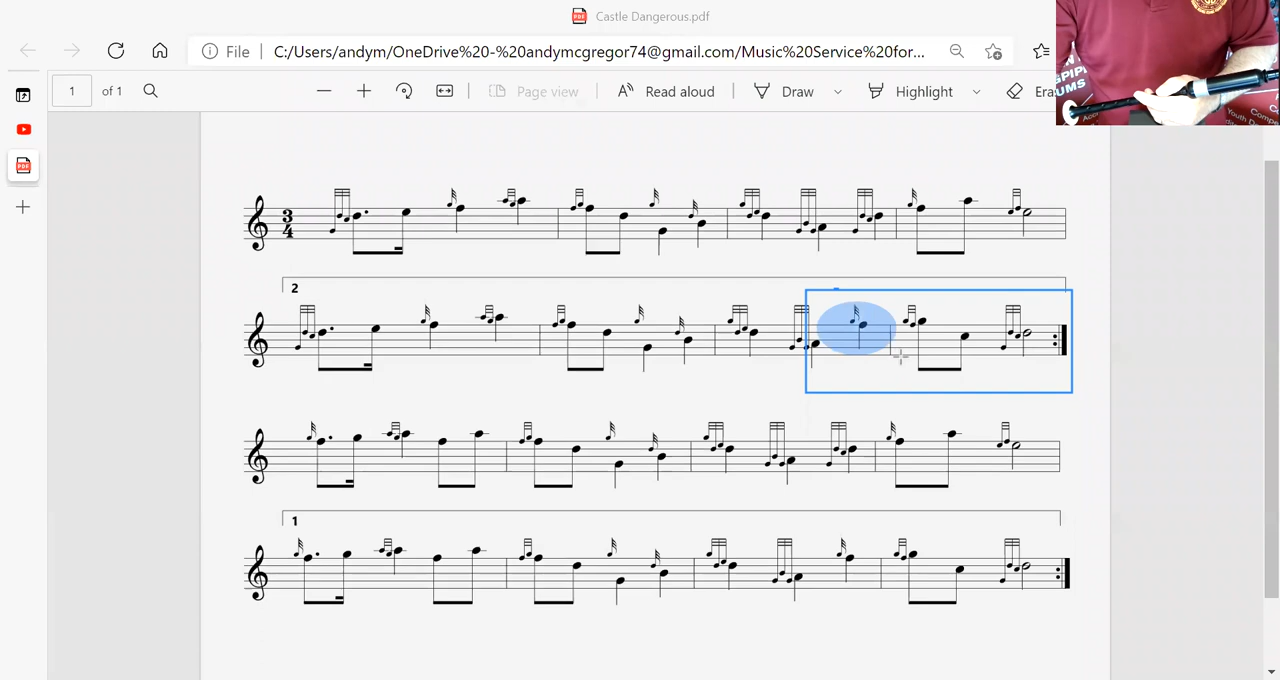 Castle Dangerous.pdf
File
C:/Users/andym/OneDrive%20-%20andymcgregor74@gmail.com/Music%20Service%20for...
1
of 1
Page view
Read aloud
Draw
Highlight
3
4
2
1